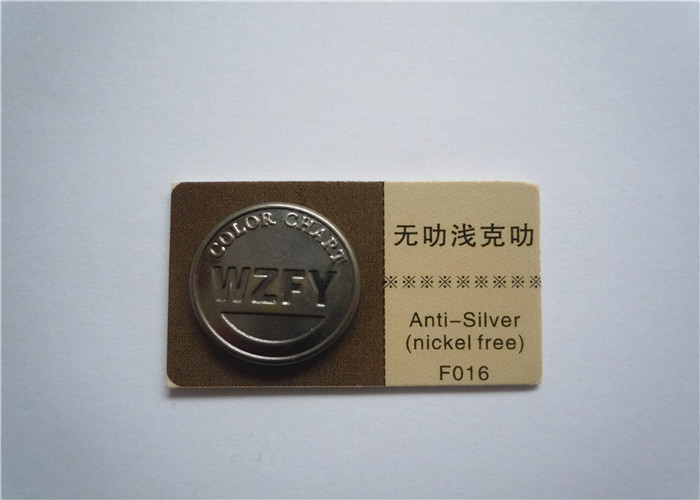 COLOR CHART
WZFY
无叻浅克叻
※※※※※※※※※
Anti-Silver
(nickel free)
F016